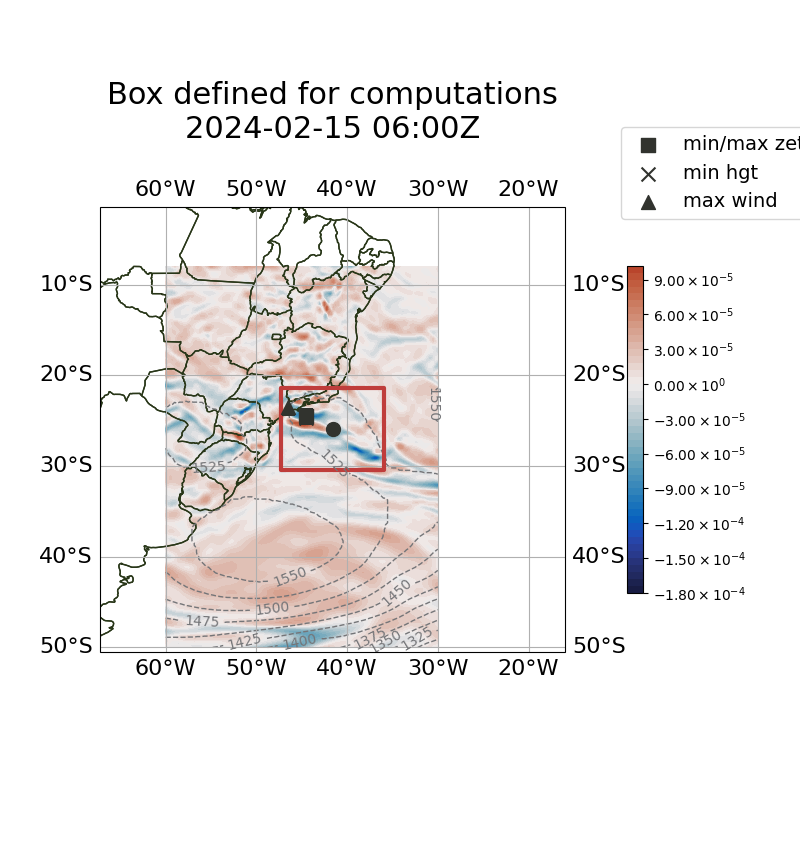 Box defined for computations
2024-02-15 06:00Z
min/max zet
min hgt
max wind
60°W 50°W 40°W 30°W 20°W
10°S 10°S
20°S 20°S
30°S 30°S
40°S 40°S
50°S 50°S
60°W 50°W 40°W 30°W 20°W
1550
1525
1525
1550
1500
1475
1450
1425
1400
1375
1350
1325
9.00 × 10⁻⁵
6.00 × 10⁻⁵
3.00 × 10⁻⁵
0.00 × 10⁰
−3.00 × 10⁻⁵
−6.00 × 10⁻⁵
−9.00 × 10⁻⁵
−1.20 × 10⁻⁴
−1.50 × 10⁻⁴
−1.80 × 10⁻⁴